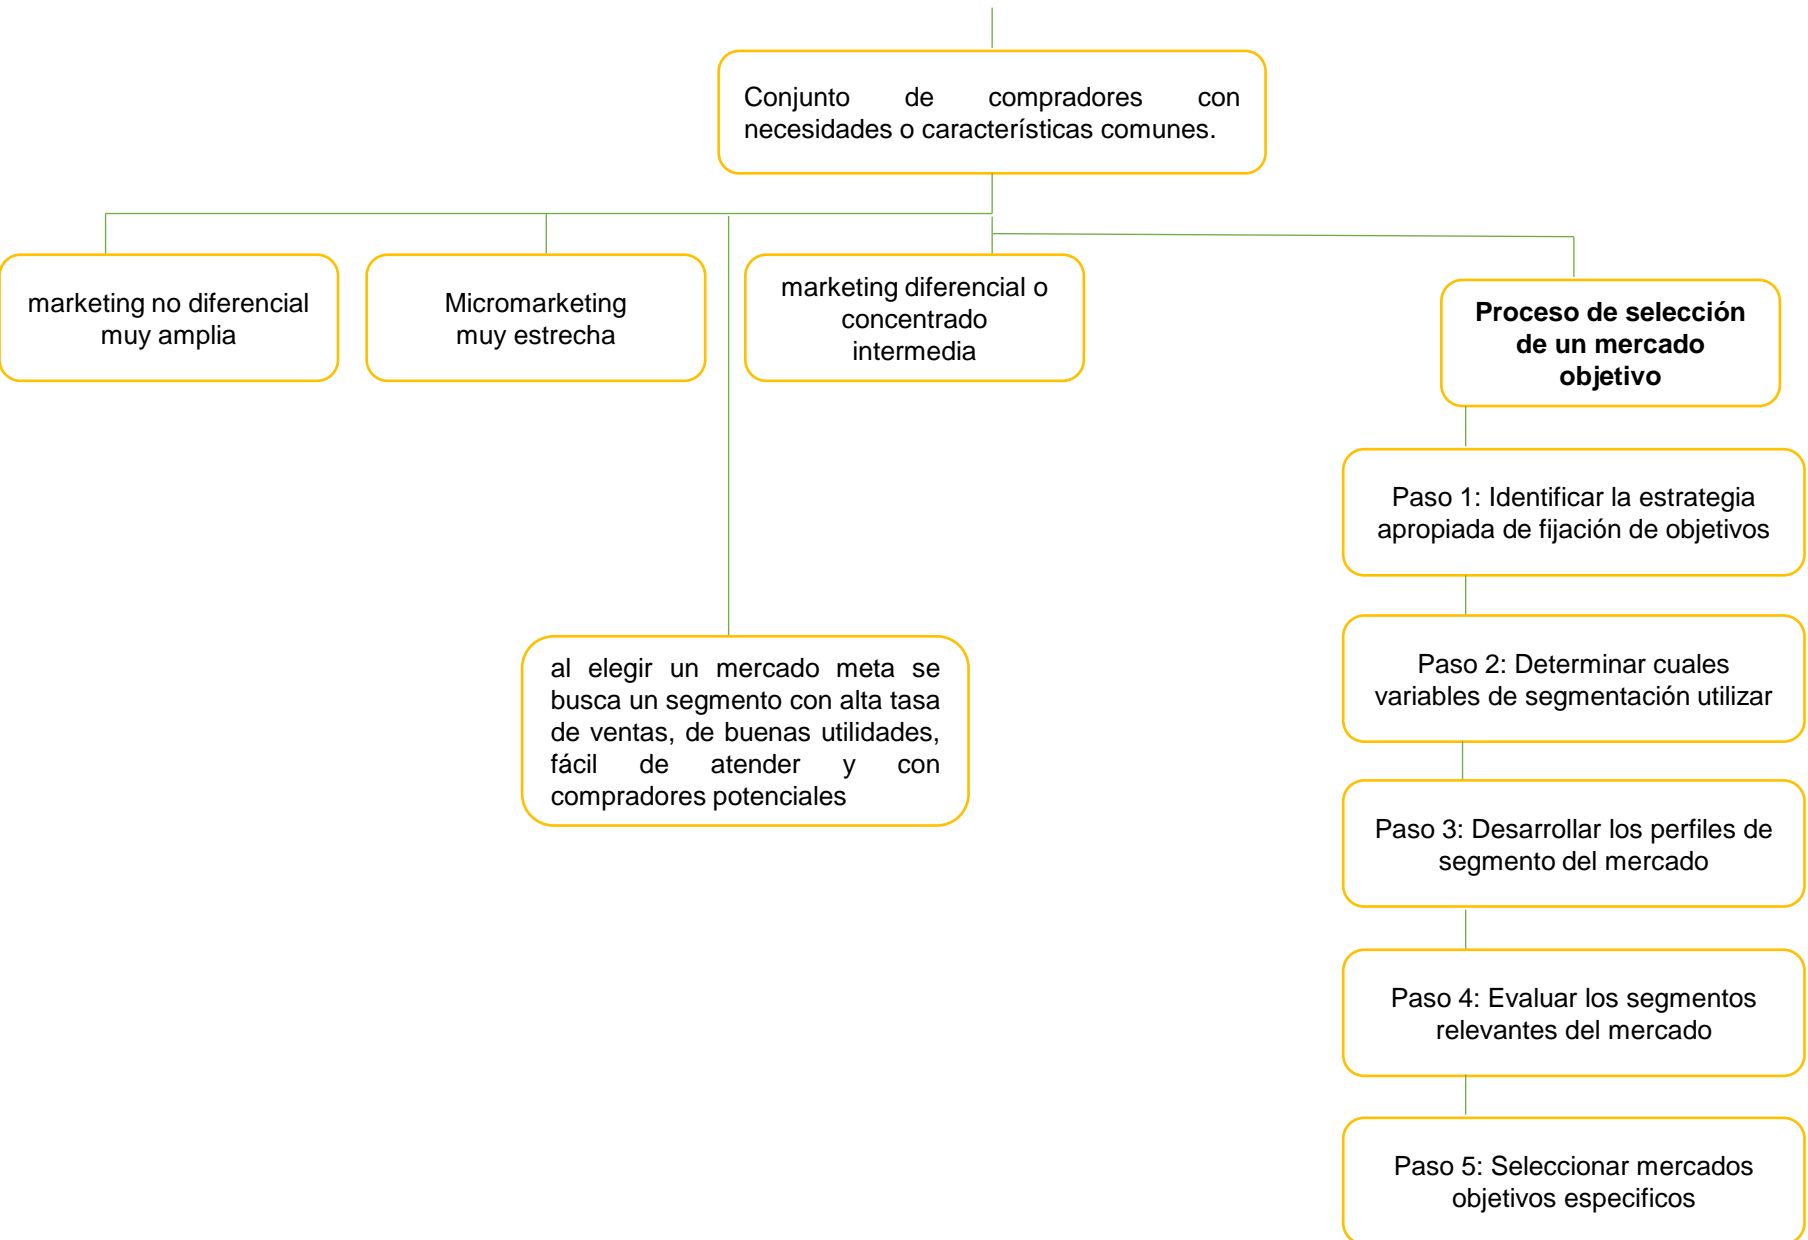 Conjunto de compradores con
necesidades o características comunes.
marketing no diferencial
muy amplia
Micromarketing
muy estrecha
marketing diferencial o
concentrado
intermedia
Proceso de selección
de un mercado
objetivo
Paso 1: Identificar la estrategia
apropiada de fijación de objetivos
Paso 2: Determinar cuales
variables de segmentación utilizar
al elegir un mercado meta se
busca un segmento con alta tasa
de ventas, de buenas utilidades,
fácil de atender y con
compradores potenciales
Paso 3: Desarrollar los perfiles de
segmento del mercado
Paso 4: Evaluar los segmentos
relevantes del mercado
Paso 5: Seleccionar mercados
objetivos especificos